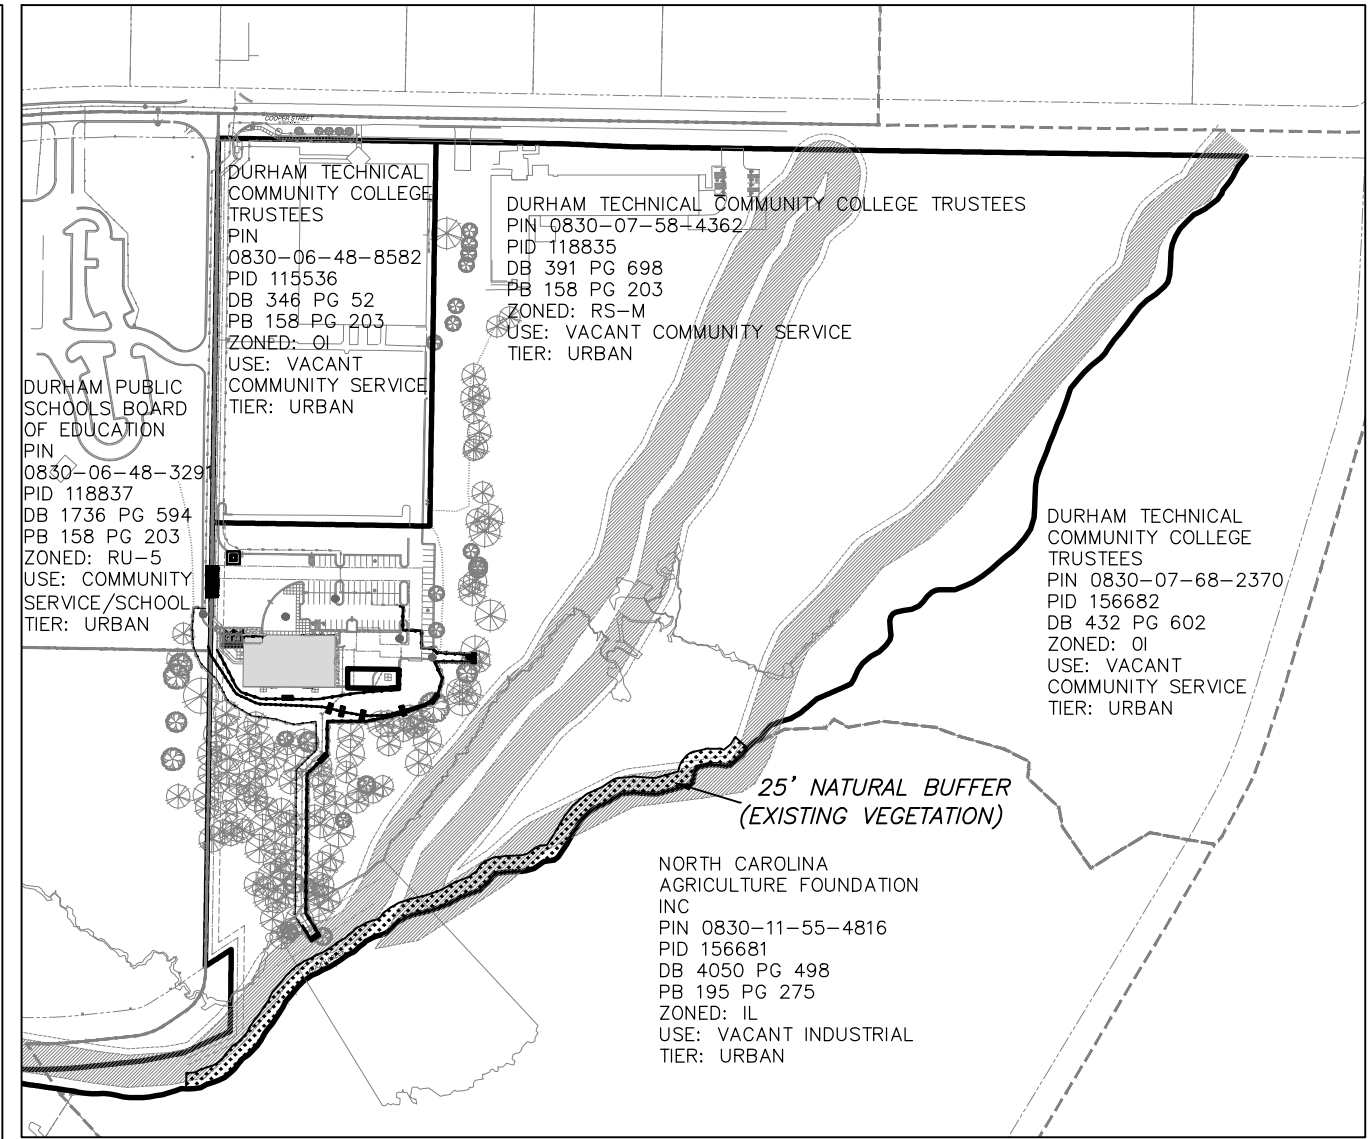 COOPER STREET
DURHAM TECHNICAL
COMMUNITY COLLEGE
TRUSTEES
PIN
0830-06-48-8582
PID 115536
DB 346 PG 52
PB 158 PG 203
ZONED: OI
USE: VACANT
COMMUNITY SERVICE
TIER: URBAN
DURHAM TECHNICAL COMMUNITY COLLEGE TRUSTEES
PIN 0830-07-58-4362
PID 118835
DB 391 PG 698
PB 158 PG 203
ZONED: RS-M
USE: VACANT COMMUNITY SERVICE
TIER: URBAN
DURHAM PUBLIC
SCHOOLS BOARD
OF EDUCATION
PIN
0830-06-48-3291
PID 118837
DB 1736 PG 594
PB 158 PG 203
ZONED: RU-5
USE: COMMUNITY
SERVICE/SCHOOL
TIER: URBAN
DURHAM TECHNICAL
COMMUNITY COLLEGE
TRUSTEES
PIN 0830-07-68-2370
PID 156682
DB 432 PG 602
ZONED: OI
USE: VACANT
COMMUNITY SERVICE
TIER: URBAN
25' NATURAL BUFFER
(EXISTING VEGETATION)
NORTH CAROLINA
AGRICULTURE FOUNDATION
INC
PIN 0830-11-55-4816
PID 156681
DB 4050 PG 498
PB 195 PG 275
ZONED: IL
USE: VACANT INDUSTRIAL
TIER: URBAN